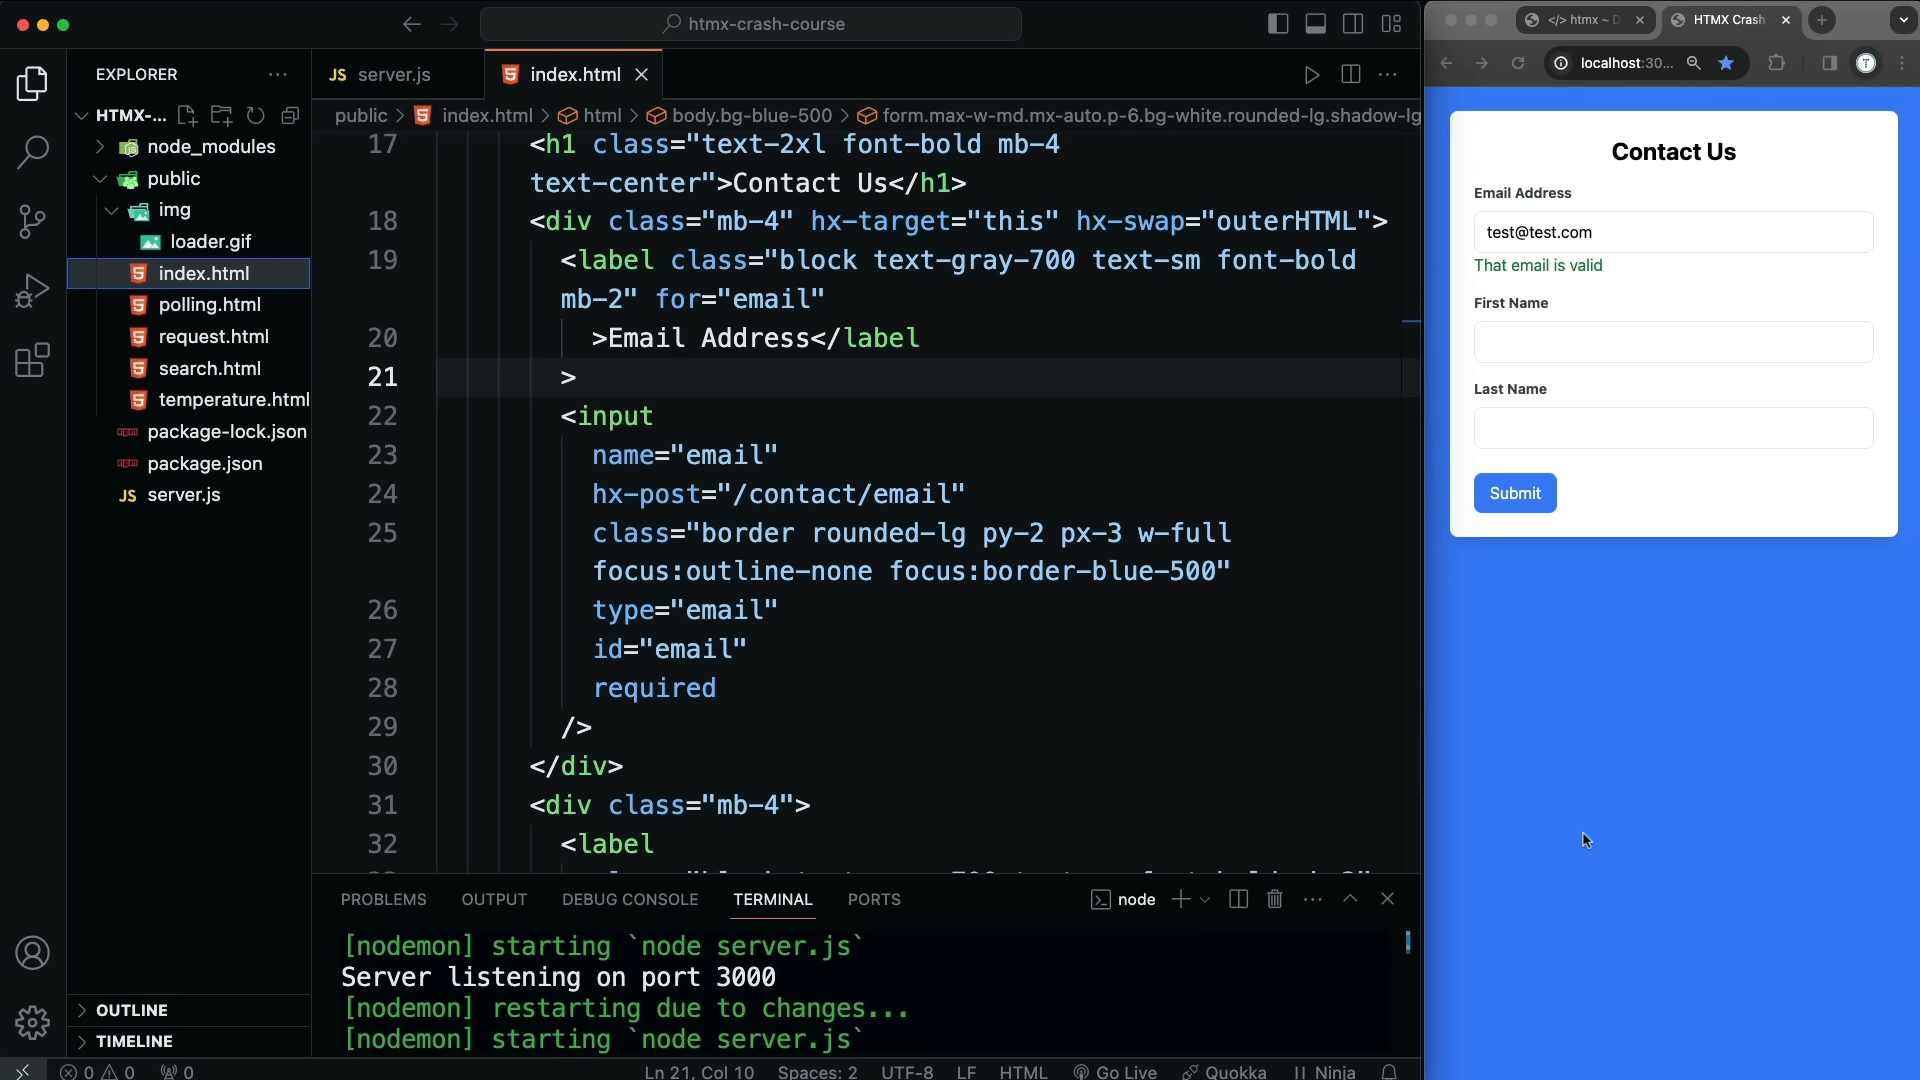 htmx-crash-course
EXPLORER
HTMX-...
node_modules
public
img
loader.gif
index.html
polling.html
request.html
search.html
temperature.html
package-lock.json
package.json
JS server.js
OUTLINE
TIMELINE
JS server.js
index.html
public > index.html > html > body.bg-blue-500 > form.max-w-md.mx-auto.p-6.bg-white.rounded-lg.shadow-lg
17 <h1 class="text-2xl font-bold mb-4
text-center">Contact Us</h1>
18 <div class="mb-4" hx-target="this" hx-swap="outerHTML">
19 <label class="block text-gray-700 text-sm font-bold
mb-2" for="email"
20 >Email Address</label
21 >
22 <input
23 name="email"
24 hx-post="/contact/email"
25 class="border rounded-lg py-2 px-3 w-full
focus:outline-none focus:border-blue-500"
26 type="email"
27 id="email"
28 required
29 />
30 </div>
31 <div class="mb-4">
32 <label
PROBLEMS OUTPUT DEBUG CONSOLE TERMINAL PORTS
node
[nodemon] starting `node server.js`
Server listening on port 3000
[nodemon] restarting due to changes...
[nodemon] starting `node server.js`
0 0 0
Ln 21, Col 10 Spaces: 2 UTF-8 LF HTML Go Live Quokka Ninja
</> htmx ~ D
HTMX Crash
localhost:30...
T
Contact Us
Email Address
test@test.com
That email is valid
First Name
Last Name
Submit